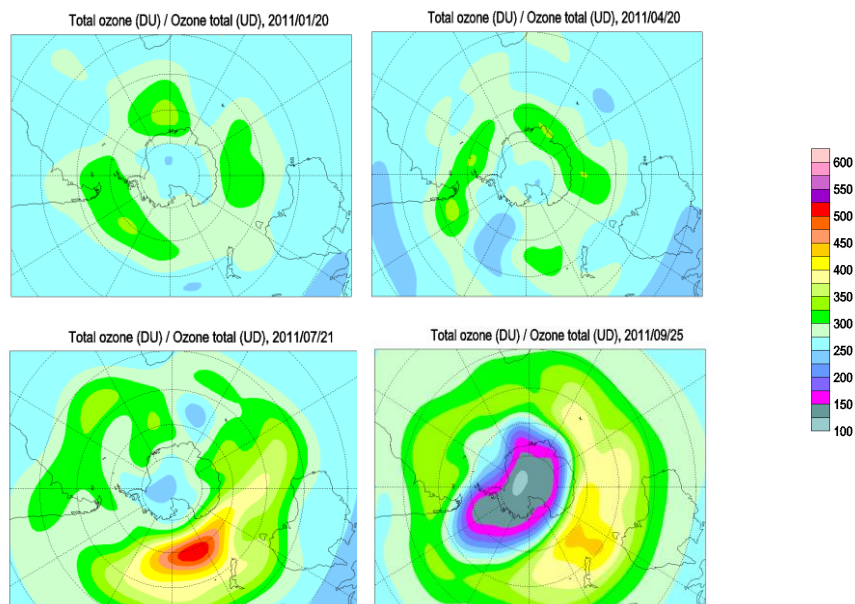 Total ozone (DU) / Ozone total (UD), 2011/01/20
Total ozone (DU) / Ozone total (UD), 2011/04/20
600
550
500
450
400
350
300
250
200
150
100
Total ozone (DU) / Ozone total (UD), 2011/07/21
Total ozone (DU) / Ozone total (UD), 2011/09/25